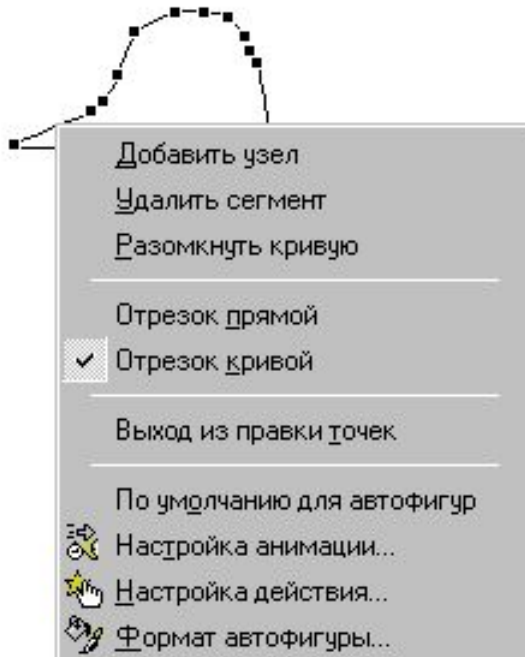 Добавить узел
Удалить сегмент
Разомкнуть кривую
Отрезок прямой
Отрезок кривой
Выход из правки точек
По умолчанию для автофигур
Настройка анимации...
Настройка действия...
Формат автофигуры...